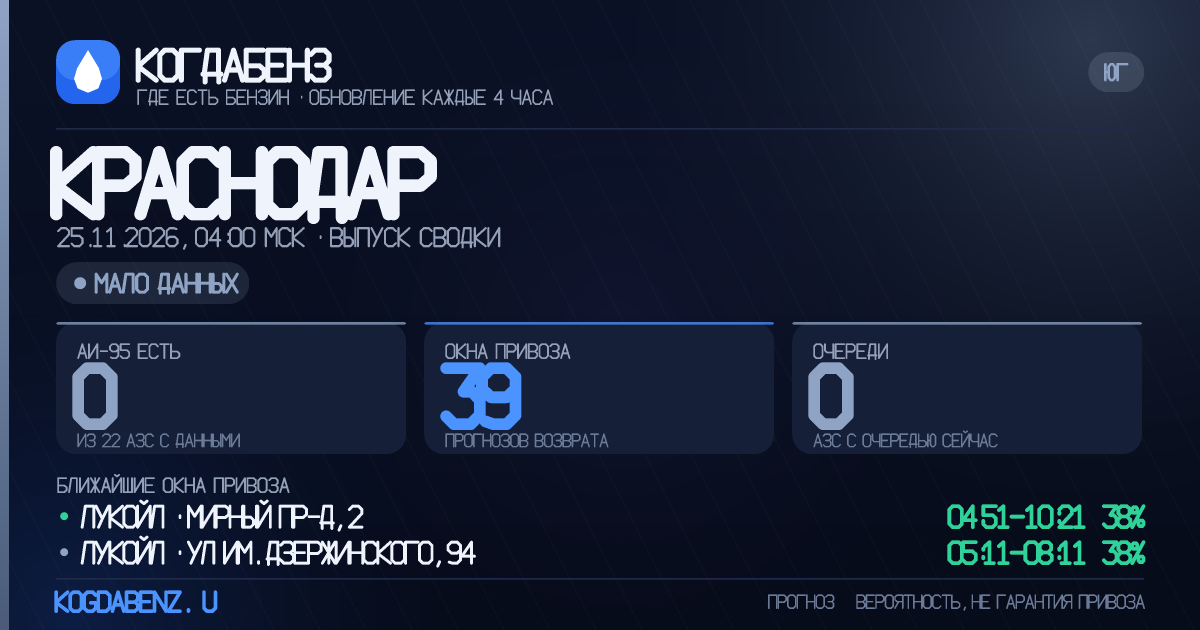 КОГДАБЕНЗ
ГДЕ ЕСТЬ БЕНЗИН · ОБНОВЛЕНИЕ КАЖДЫЕ 4 ЧАСА
ЮГ
КРАСНОДАР
25.11.2026, 04:00 МСК · ВЫПУСК СВОДКИ
• МАЛО ДАННЫХ
АИ-95 ЕСТЬ
0
ИЗ 22 АЗС С ДАННЫМИ
ОКНА ПРИВОЗА
39
ПРОГНОЗОВ ВОЗВРАТА
ОЧЕРЕДИ
0
АЗС С ОЧЕРЕДЬЮ СЕЙЧАС
БЛИЖАЙШИЕ ОКНА ПРИВОЗА
• ЛУКОЙЛ · МИРНЫЙ ПР-Д, 2 04:51-10:21 38%
• ЛУКОЙЛ · УЛ ИМ. ДЗЕРЖИНСКОГО, 94 05:11-08:11 38%
KOGDABENZ. U
ПРОГНОЗ ВЕРОЯТНОСТЬ, НЕ ГАРАНТИЯ ПРИВОЗА